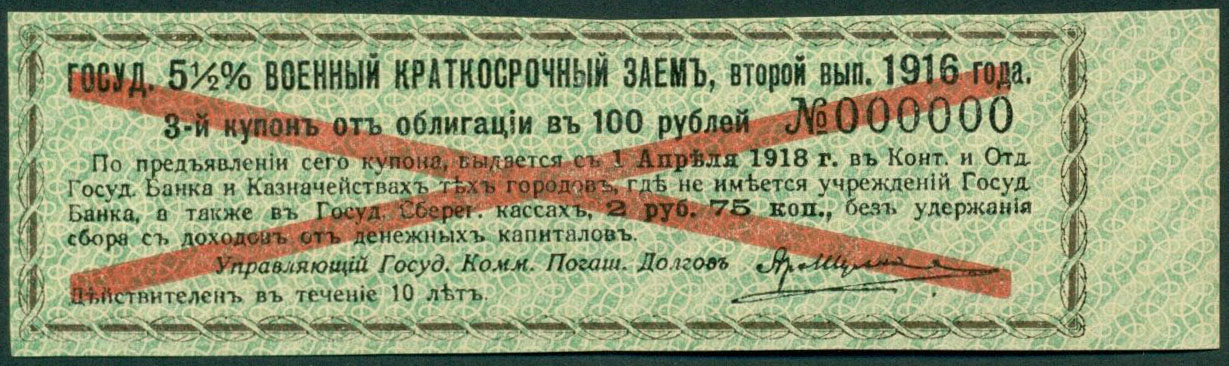 ГОСУД. 5½% ВОЕННЫЙ КРАТКОСРОЧНЫЙ ЗАЕМЪ, ВТОРОЙ ВЫП. 1916 ГОДА.
3-й купонъ отъ облигаціи въ 100 рублей №000000
По предъявленіи сего купона, выдается съ 1 Апрѣля 1918 г. въ Конт. и Отд.
Госуд. Банка и Казначействахъ тѣхъ городовъ, гдѣ не имѣется учрежденій Госуд.
Банка, а также въ Госуд. Сберег. кассахъ, 2 руб. 75 коп., безъ удержанія
сбора съ доходовъ отъ денежныхъ капиталовъ.
Управляющій Госуд. Комм. Погаш. Долговъ
Дѣйствителенъ въ теченіе 10 лѣтъ.